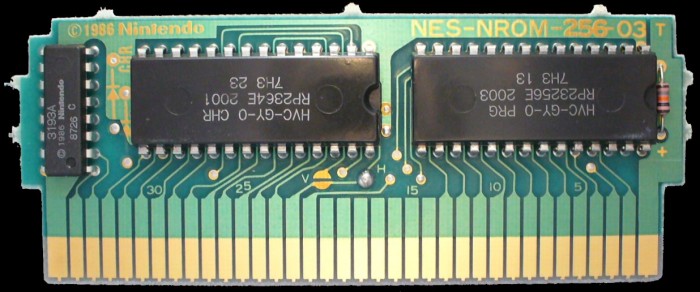 ©1986 Nintendo
NES-NROM-256-03
T
CHR
3193A
© 1986 Nintendo
8726 C
HVC-GY-0 CHR
RP2364E 2001
7H3 23
HVC-GY-0 PRG
RP23256E 2003
7H3 13
+
V
H
30
25
15
10
5